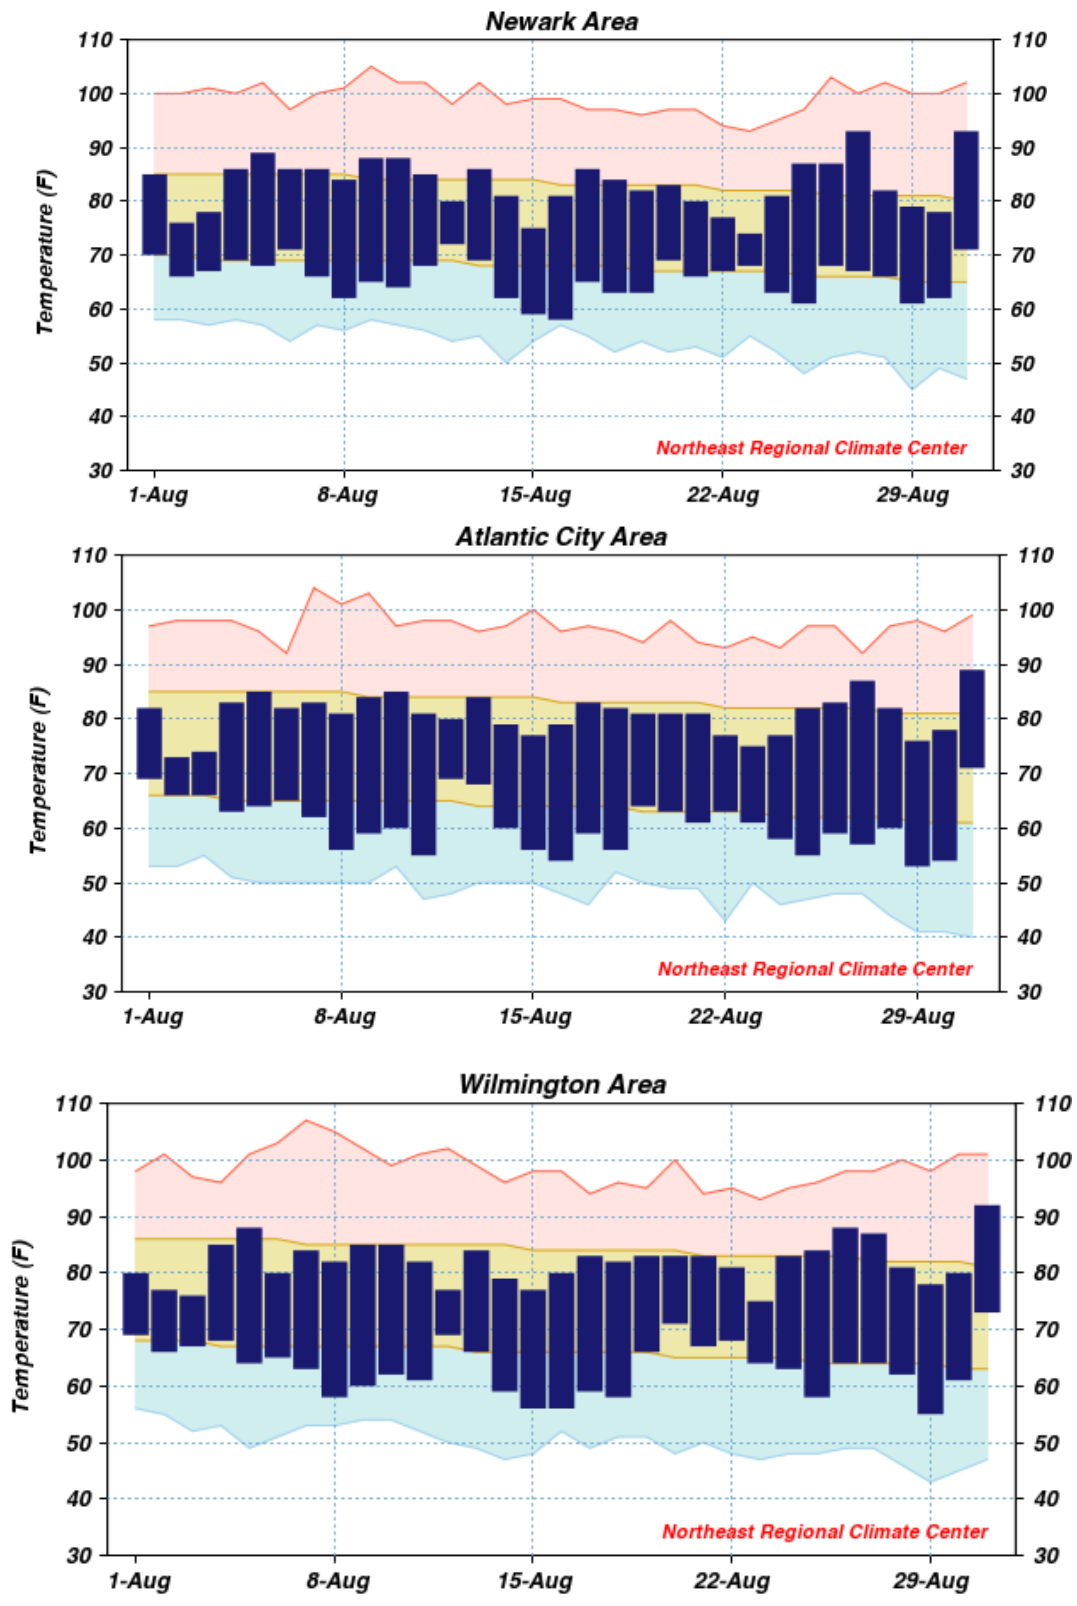 Newark Area
110 110
100 100
90 90
80 80
70 70
60 60
50 50
40 40
30 30
Temperature (F)
Northeast Regional Climate Center
1-Aug 8-Aug 15-Aug 22-Aug 29-Aug
Atlantic City Area
110 110
100 100
90 90
80 80
70 70
60 60
50 50
40 40
30 30
Temperature (F)
Northeast Regional Climate Center
1-Aug 8-Aug 15-Aug 22-Aug 29-Aug
Wilmington Area
110 110
100 100
90 90
80 80
70 70
60 60
50 50
40 40
30 30
Temperature (F)
Northeast Regional Climate Center
1-Aug 8-Aug 15-Aug 22-Aug 29-Aug